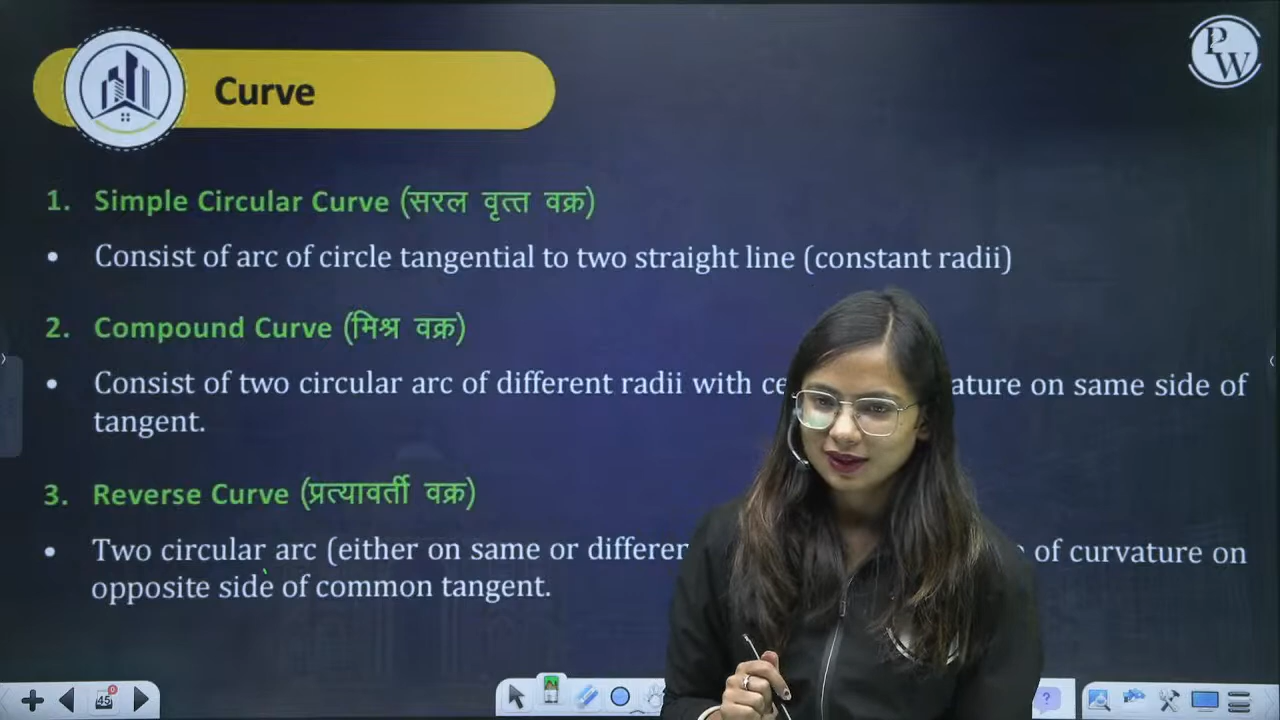 Curve
PW
1. Simple Circular Curve (सरल वृत्त वक्र)
• Consist of arc of circle tangential to two straight line (constant radii)
2. Compound Curve (मिश्र वक्र)
• Consist of two circular arc of different radii with on same side of
tangent.
3. Reverse Curve (प्रत्यावर्ती वक्र)
• Two circular arc (either on same or of curvature on
opposite side of common tangent.
45
0
?